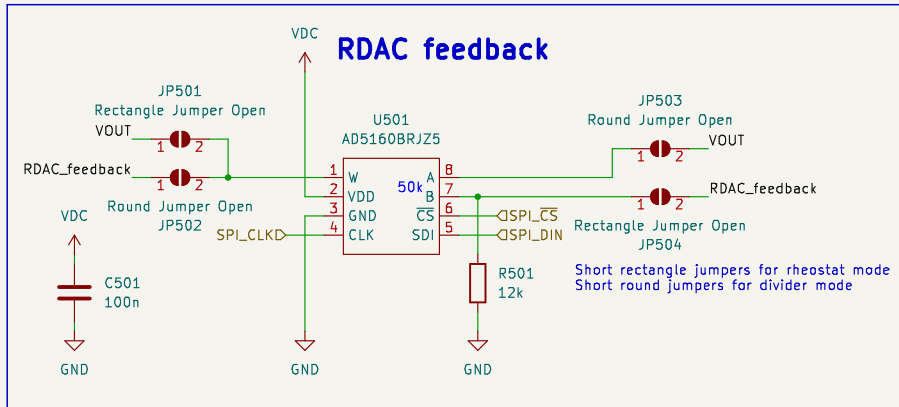 RDAC feedback
VDC
JP501
Rectangle Jumper Open
VOUT
1 2
RDAC_feedback
1 2
Round Jumper Open
JP502
U501
AD5160BRJZ5
50k
1 W
2 VDD
3 GND
4 CLK
A 8
B 7
C̅S̅ 6
SDI 5
SPI_CLK
SPI_C̅S̅
SPI_DIN
JP503
Round Jumper Open
VOUT
1 2
RDAC_feedback
1 2
Rectangle Jumper Open
JP504
VDC
C501
100n
GND
GND
R501
12k
GND
Short rectangle jumpers for rheostat mode
Short round jumpers for divider mode